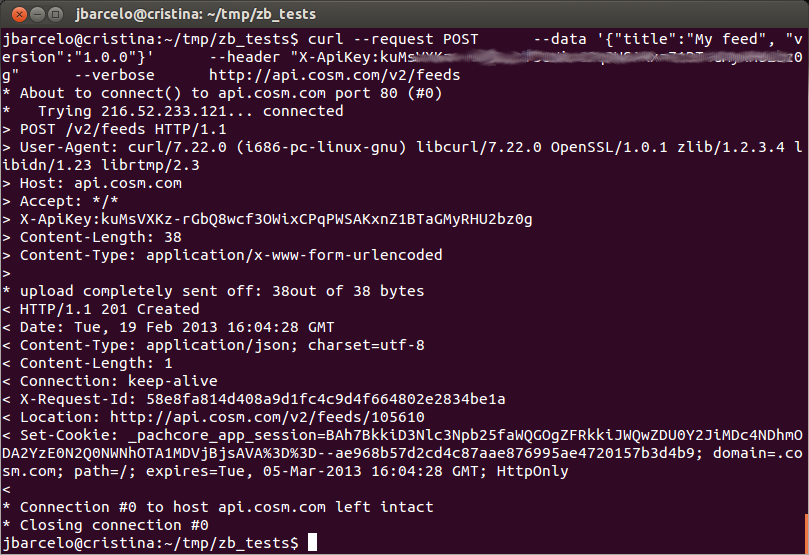 jbarcelo@cristina: ~/tmp/zb_tests
jbarcelo@cristina:~/tmp/zb_tests$ curl --request POST      --data '{"title":"My feed", "v
ersion":"1.0.0"}'      --header "X-ApiKey:kuMsVXKz
g"      --verbose      http://api.cosm.com/v2/feeds
* About to connect() to api.cosm.com port 80 (#0)
*   Trying 216.52.233.121... connected
> POST /v2/feeds HTTP/1.1
> User-Agent: curl/7.22.0 (i686-pc-linux-gnu) libcurl/7.22.0 OpenSSL/1.0.1 zlib/1.2.3.4 l
ibidn/1.23 librtmp/2.3
> Host: api.cosm.com
> Accept: */*
> X-ApiKey:kuMsVXKz-rGbQ8wcf3OWixCPqPWSAKxnZ1BTaGMyRHU2bz0g
> Content-Length: 38
> Content-Type: application/x-www-form-urlencoded
>
* upload completely sent off: 38out of 38 bytes
< HTTP/1.1 201 Created
< Date: Tue, 19 Feb 2013 16:04:28 GMT
< Content-Type: application/json; charset=utf-8
< Content-Length: 1
< Connection: keep-alive
< X-Request-Id: 58e8fa814d408a9d1fc4c9d4f664802e2834be1a
< Location: http://api.cosm.com/v2/feeds/105610
< Set-Cookie: _pachcore_app_session=BAh7BkkiD3Nlc3Npb25faWQGOgZFRkkiJWQwZDU0Y2JiMDc4NDhmO
DA2YzE0N2Q0NWNhOTA1MDVjBjsAVA%3D%3D--ae968b57d2cd4c87aae876995ae4720157b3d4b9; domain=.co
sm.com; path=/; expires=Tue, 05-Mar-2013 16:04:28 GMT; HttpOnly
<
* Connection #0 to host api.cosm.com left intact
* Closing connection #0
jbarcelo@cristina:~/tmp/zb_tests$